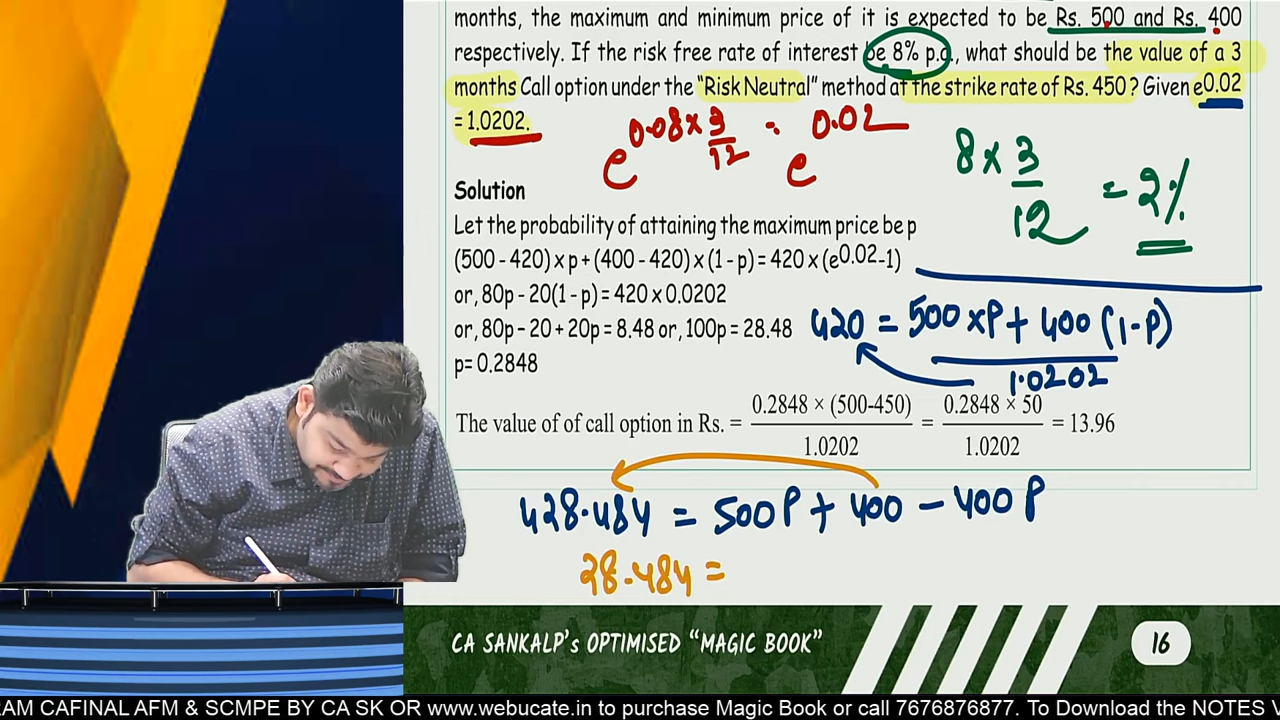 months, the maximum and minimum price of it is expected to be Rs. 500 and Rs. 400
respectively. If the risk free rate of interest be 8% p.a., what should be the value of a 3
months Call option under the "Risk Neutral" method at the strike rate of Rs. 450 ? Given e0.02
= 1.0202.
e0.08×3/12 = e0.02
8 × 3/12 = 2%
Solution
Let the probability of attaining the maximum price be p
(500 - 420) x p + (400 - 420) x (1 - p) = 420 x (e0.02-1)
or, 80p - 20(1 - p) = 420 x 0.0202
or, 80p – 20 + 20p = 8.48 or, 100p = 28.48
p= 0.2848
420 = 500 xP + 400 (1-P)
1.0202
The value of of call option in Rs. = 0.2848 × (500-450) / 1.0202 = 0.2848 × 50 / 1.0202 = 13.96
428.484 = 500P + 400 - 400P
28.484 =
CA SANKALP's OPTIMISED "MAGIC BOOK"
16
RAM CAFINAL AFM & SCMPE BY CA SK OR www.webucate.in to purchase Magic Book or call 7676876877. To Download the NOTES V